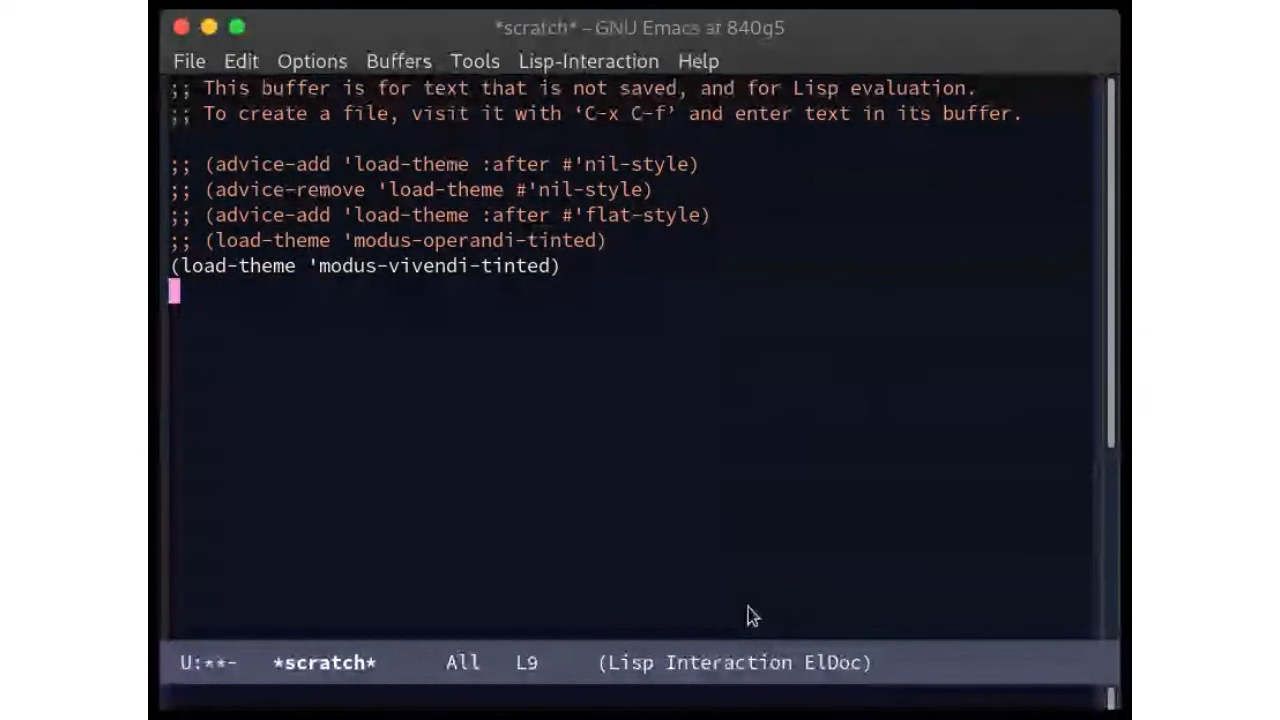 *scratch* – GNU Emacs at 840g5
File Edit Options Buffers Tools Lisp-Interaction Help
;; This buffer is for text that is not saved, and for Lisp evaluation.
;; To create a file, visit it with ‘C-x C-f’ and enter text in its buffer.
;; (advice-add 'load-theme :after #'nil-style)
;; (advice-remove 'load-theme #'nil-style)
;; (advice-add 'load-theme :after #'flat-style)
;; (load-theme 'modus-operandi-tinted)
(load-theme 'modus-vivendi-tinted)
U:**- *scratch* All L9 (Lisp Interaction ElDoc)